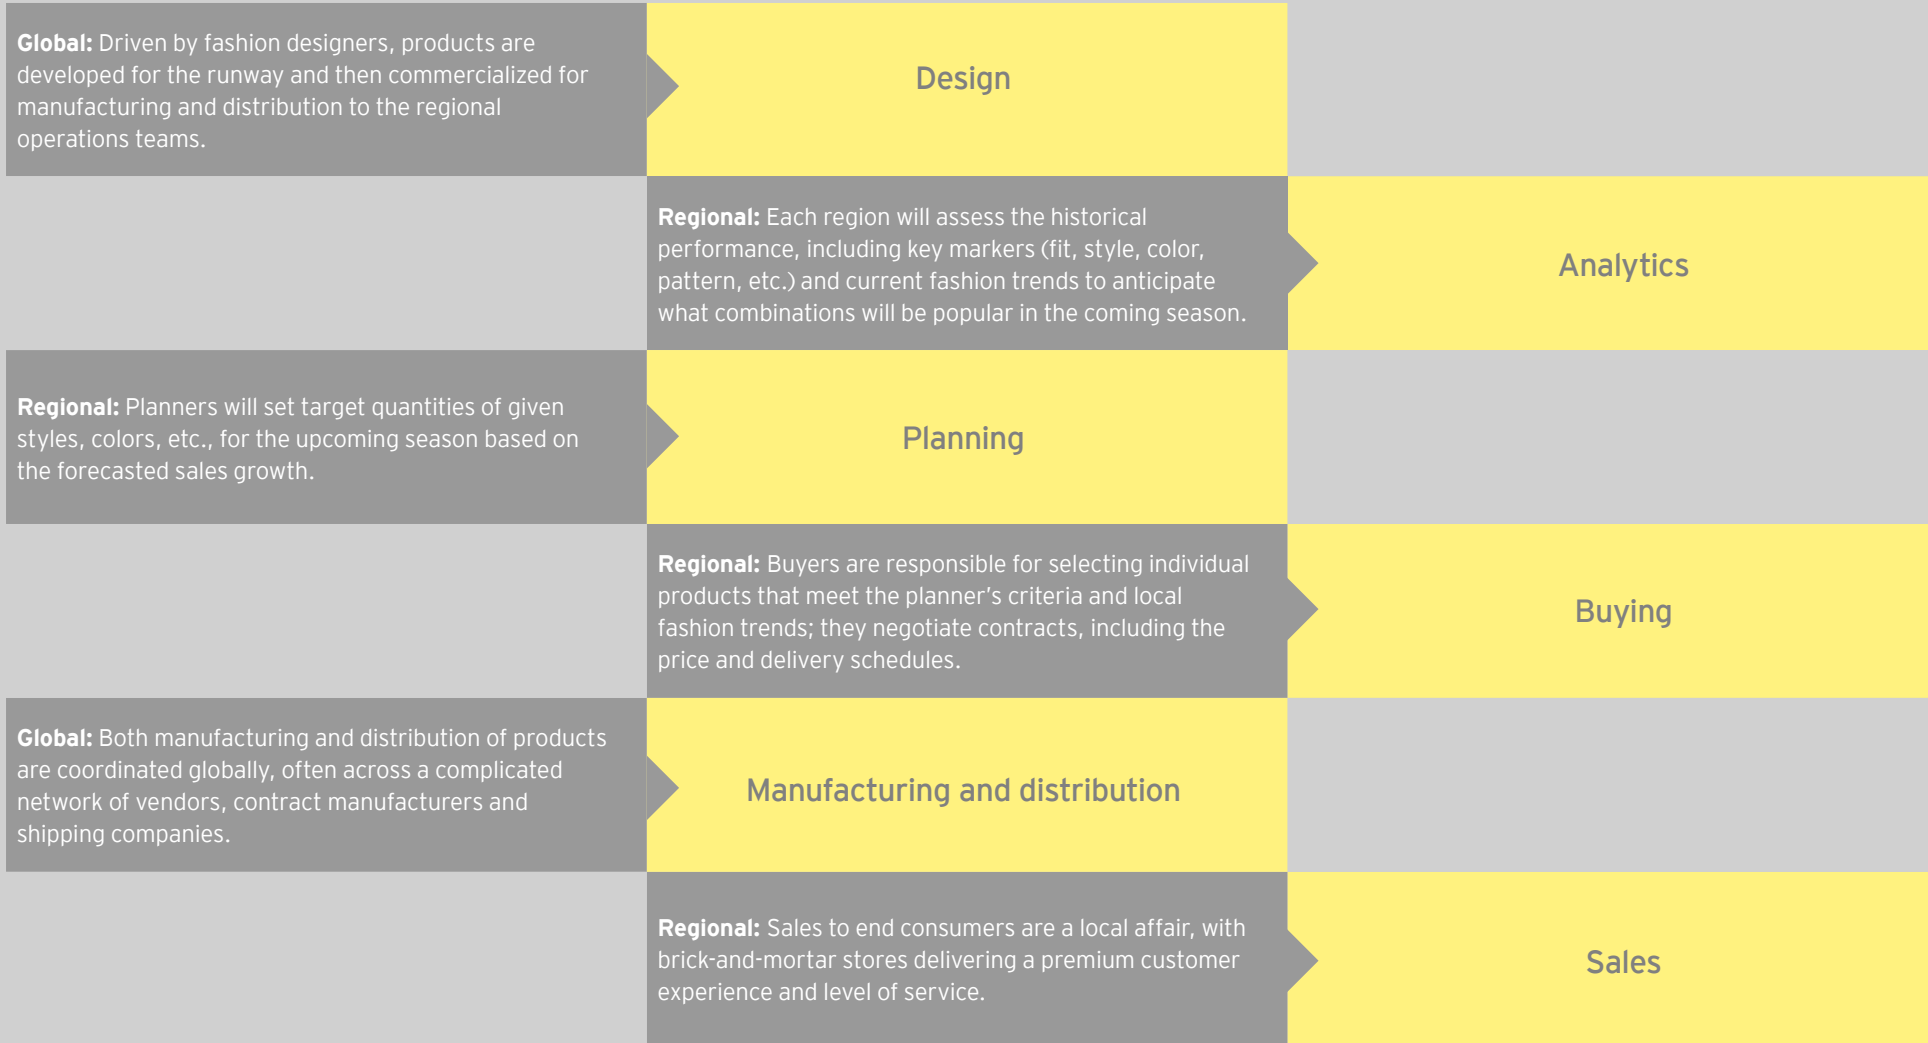 Global: Driven by fashion designers, products are
developed for the runway and then commercialized for
manufacturing and distribution to the regional
operations teams.
Design
Regional: Each region will assess the historical
performance, including key markers (fit, style, color,
pattern, etc.) and current fashion trends to anticipate
what combinations will be popular in the coming season.
Analytics
Regional: Planners will set target quantities of given
styles, colors, etc., for the upcoming season based on
the forecasted sales growth.
Planning
Regional: Buyers are responsible for selecting individual
products that meet the planner’s criteria and local
fashion trends; they negotiate contracts, including the
price and delivery schedules.
Buying
Global: Both manufacturing and distribution of products
are coordinated globally, often across a complicated
network of vendors, contract manufacturers and
shipping companies.
Manufacturing and distribution
Regional: Sales to end consumers are a local affair, with
brick-and-mortar stores delivering a premium customer
experience and level of service.
Sales